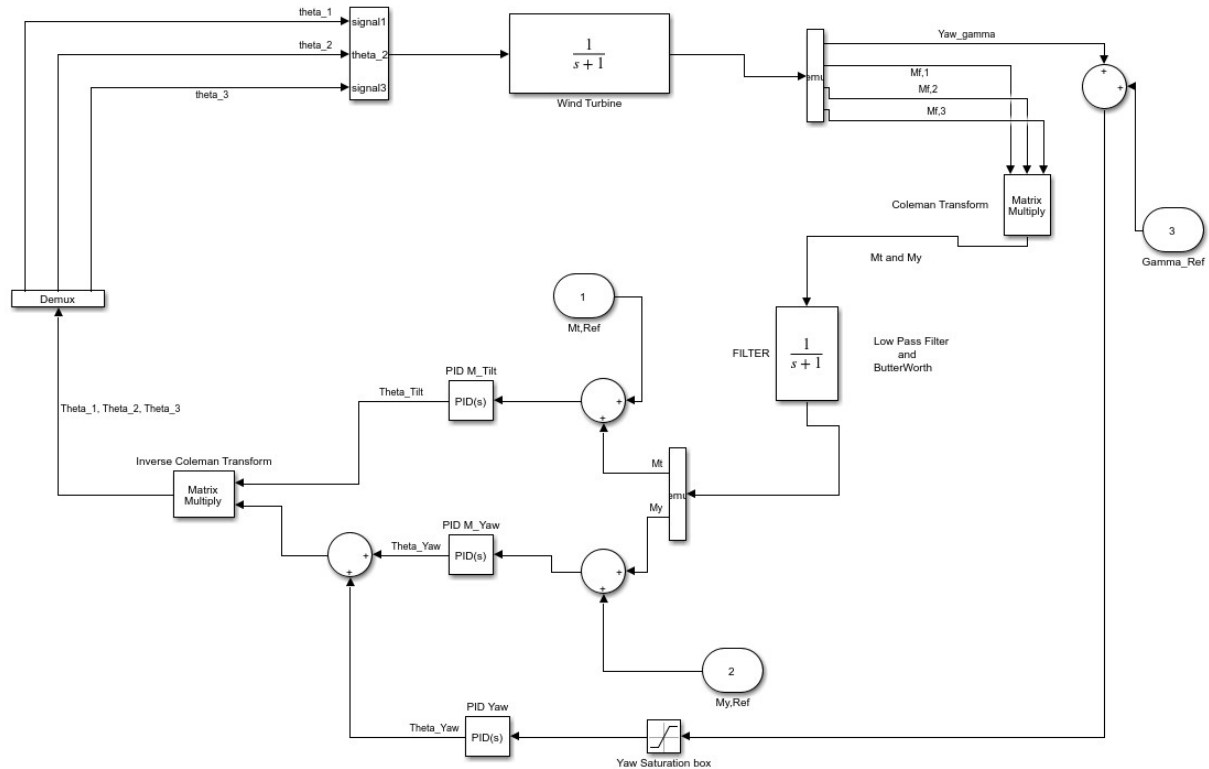 theta_1
signal1
theta_2
theta_2
signal3
theta_3
1
s + 1
Wind Turbine
emu
Yaw_gamma
Mf,1
Mf,2
Mf,3
+
+
Coleman Transform
Matrix
Multiply
3
Gamma_Ref
Mt and My
Demux
1
Mt,Ref
FILTER
1
s + 1
Low Pass Filter
and
ButterWorth
PID M_Tilt
Theta_Tilt
PID(s)
+
+
Theta_1, Theta_2, Theta_3
Inverse Coleman Transform
Matrix
Multiply
Mt
emu
My
PID M_Yaw
Theta_Yaw
PID(s)
+
+
+
+
2
My,Ref
PID Yaw
Theta_Yaw
PID(s)
Yaw Saturation box